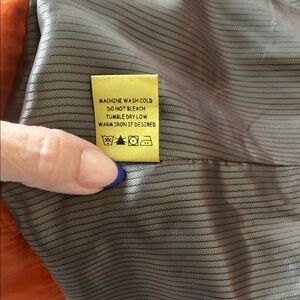 MACHINE WASH COLD
DO NOT BLEACH
TUMBLE DRY LOW
WARM IRON IF DESIRED